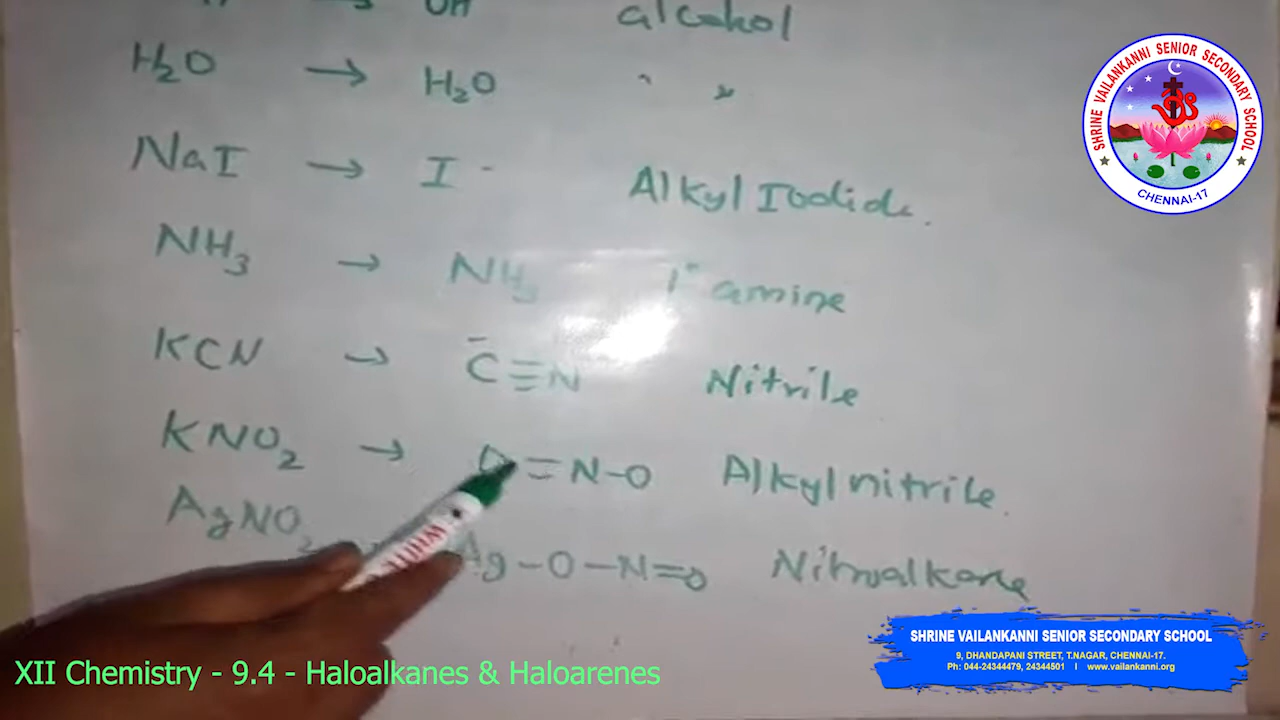 OH alcohol
H₂O → H₂O " "
NaI → I⁻ Alkyl Iodide.
NH₃ → NH₃ 1° amine
KCN → C̄≡N Nitrile
KNO₂ → O=N-O Alkylnitrile.
AgNO₂ Ag-O-N=O Nitroalkane
SHRINE VAILANKANNI SENIOR SECONDARY SCHOOL
CHENNAI-17
SHRINE VAILANKANNI SENIOR SECONDARY SCHOOL
9, DHANDAPANI STREET, T.NAGAR, CHENNAI-17.
Ph: 044-24344479, 24344501 I www.vailankanni.org
XII Chemistry - 9.4 - Haloalkanes & Haloarenes